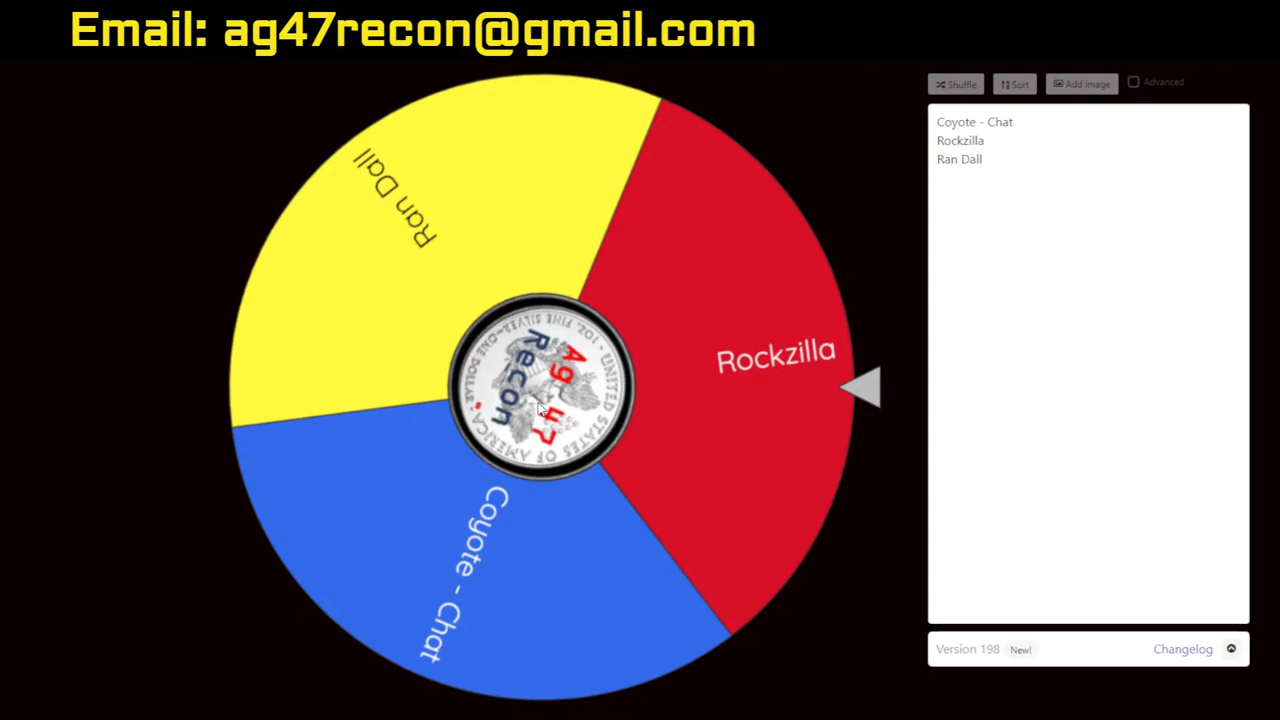 Email: ag47recon@gmail.com
Shuffle
Sort
Add image
Advanced
Coyote - Chat
Rockzilla
Ran Dall
Ran Dall
Rockzilla
Coyote - Chat
Ag 47
Recon
UNITED STATES OF AMERICA
1 OZ. FINE SILVER~ONE DOLLAR
Version 198
New!
Changelog